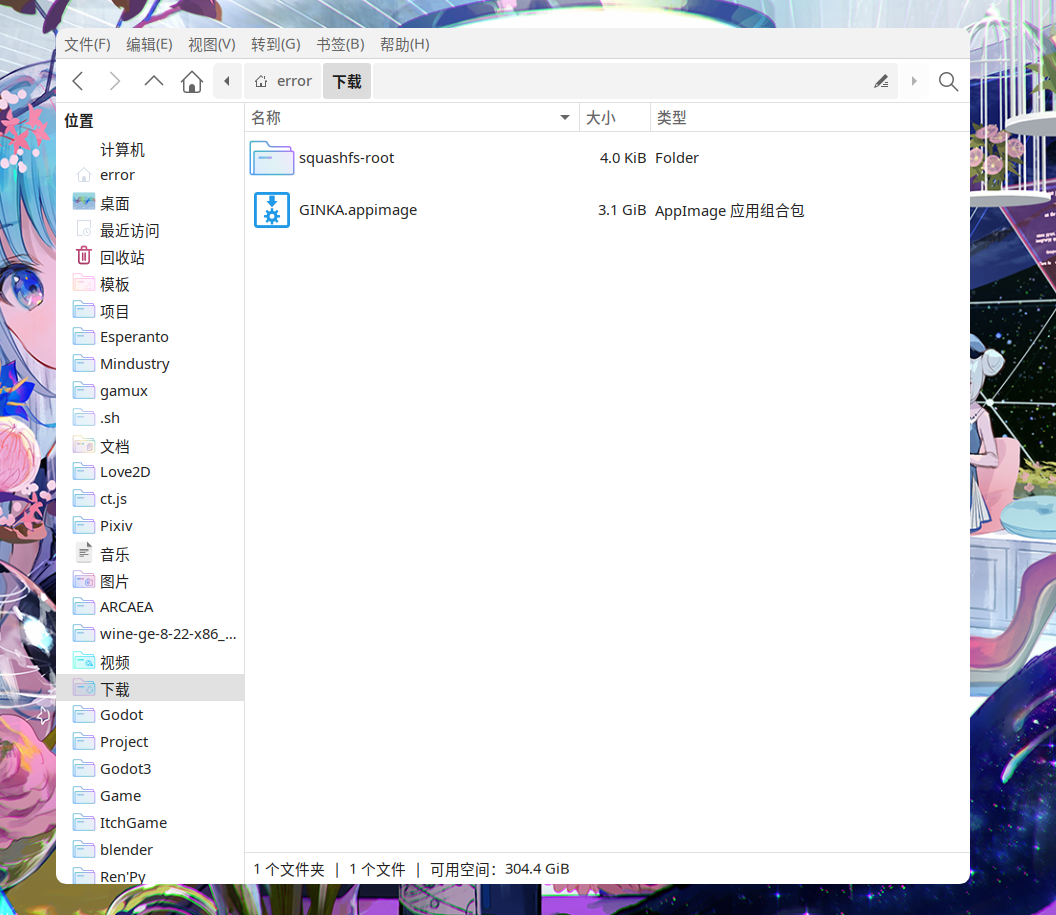 文件(F) 编辑(E) 视图(V) 转到(G) 书签(B) 帮助(H)
error 下载
位置
计算机
error
桌面
最近访问
回收站
模板
项目
Esperanto
Mindustry
gamux
.sh
文档
Love2D
ct.js
Pixiv
音乐
图片
ARCAEA
wine-ge-8-22-x86_...
视频
下载
Godot
Project
Godot3
Game
ItchGame
blender
Ren'Py
名称 大小 类型
squashfs-root 4.0 KiB Folder
GINKA.appimage 3.1 GiB AppImage 应用组合包
1 个文件夹 | 1 个文件 | 可用空间：304.4 GiB